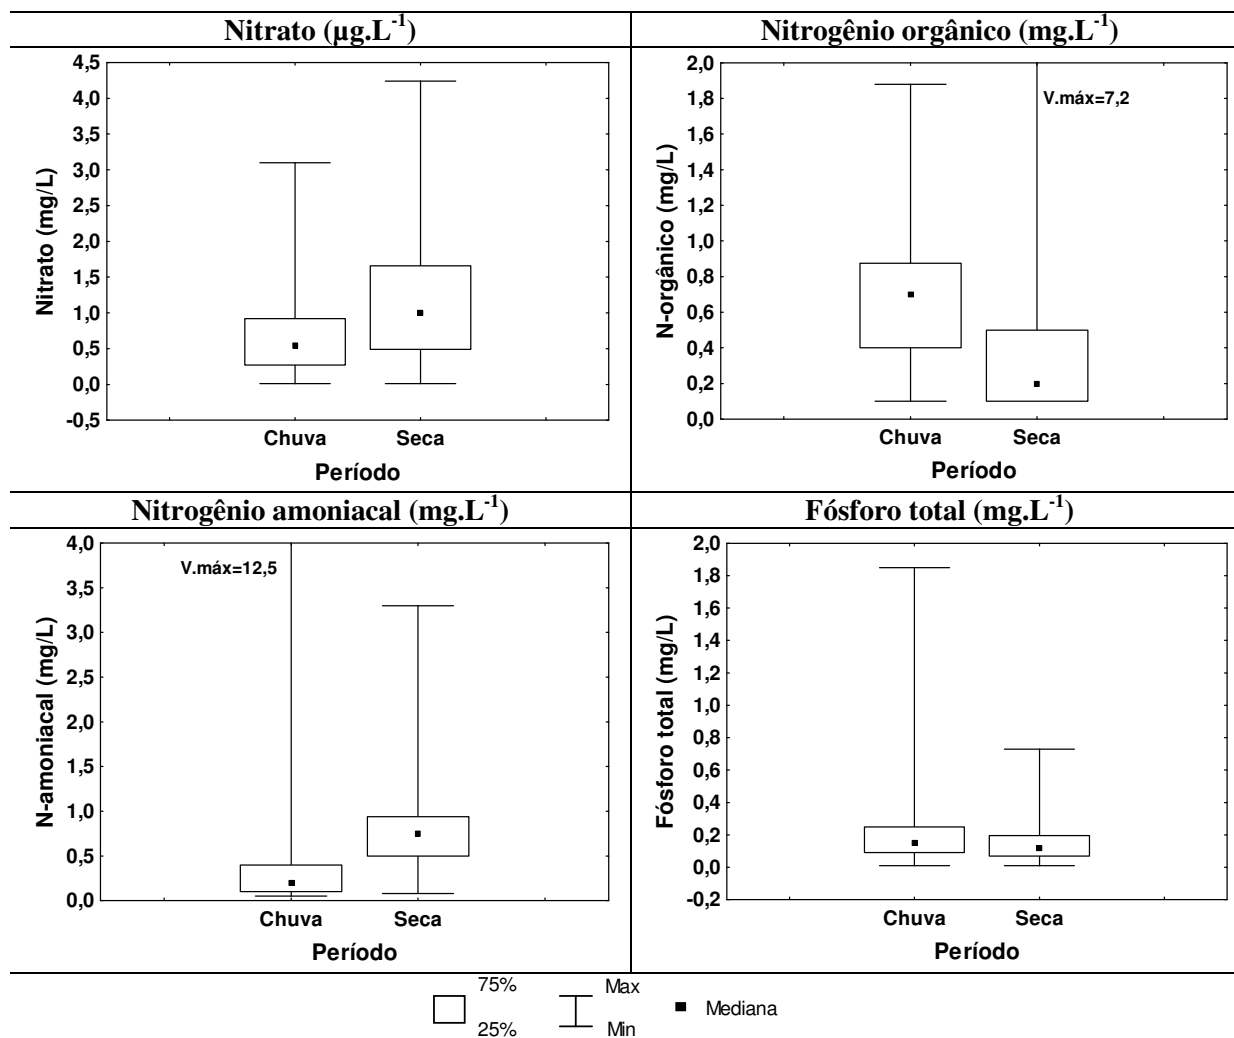 Nitrato (µg.L-1)
4,5
4,0
3,5
3,0
2,5
2,0
1,5
1,0
0,5
0,0
-0,5
Nitrato (mg/L)
Chuva Seca
Período
Nitrogênio orgânico (mg.L-1)
2,0
1,8
1,6
1,4
1,2
1,0
0,8
0,6
0,4
0,2
0,0
N-orgânico (mg/L)
V.máx=7,2
Chuva Seca
Período
Nitrogênio amoniacal (mg.L-1)
4,0
3,5
3,0
2,5
2,0
1,5
1,0
0,5
0,0
N-amoniacal (mg/L)
V.máx=12,5
Chuva Seca
Período
Fósforo total (mg.L-1)
2,0
1,8
1,6
1,4
1,2
1,0
0,8
0,6
0,4
0,2
0,0
-0,2
Fósforo total (mg/L)
Chuva Seca
Período
75%
25%
Max
Min
Mediana